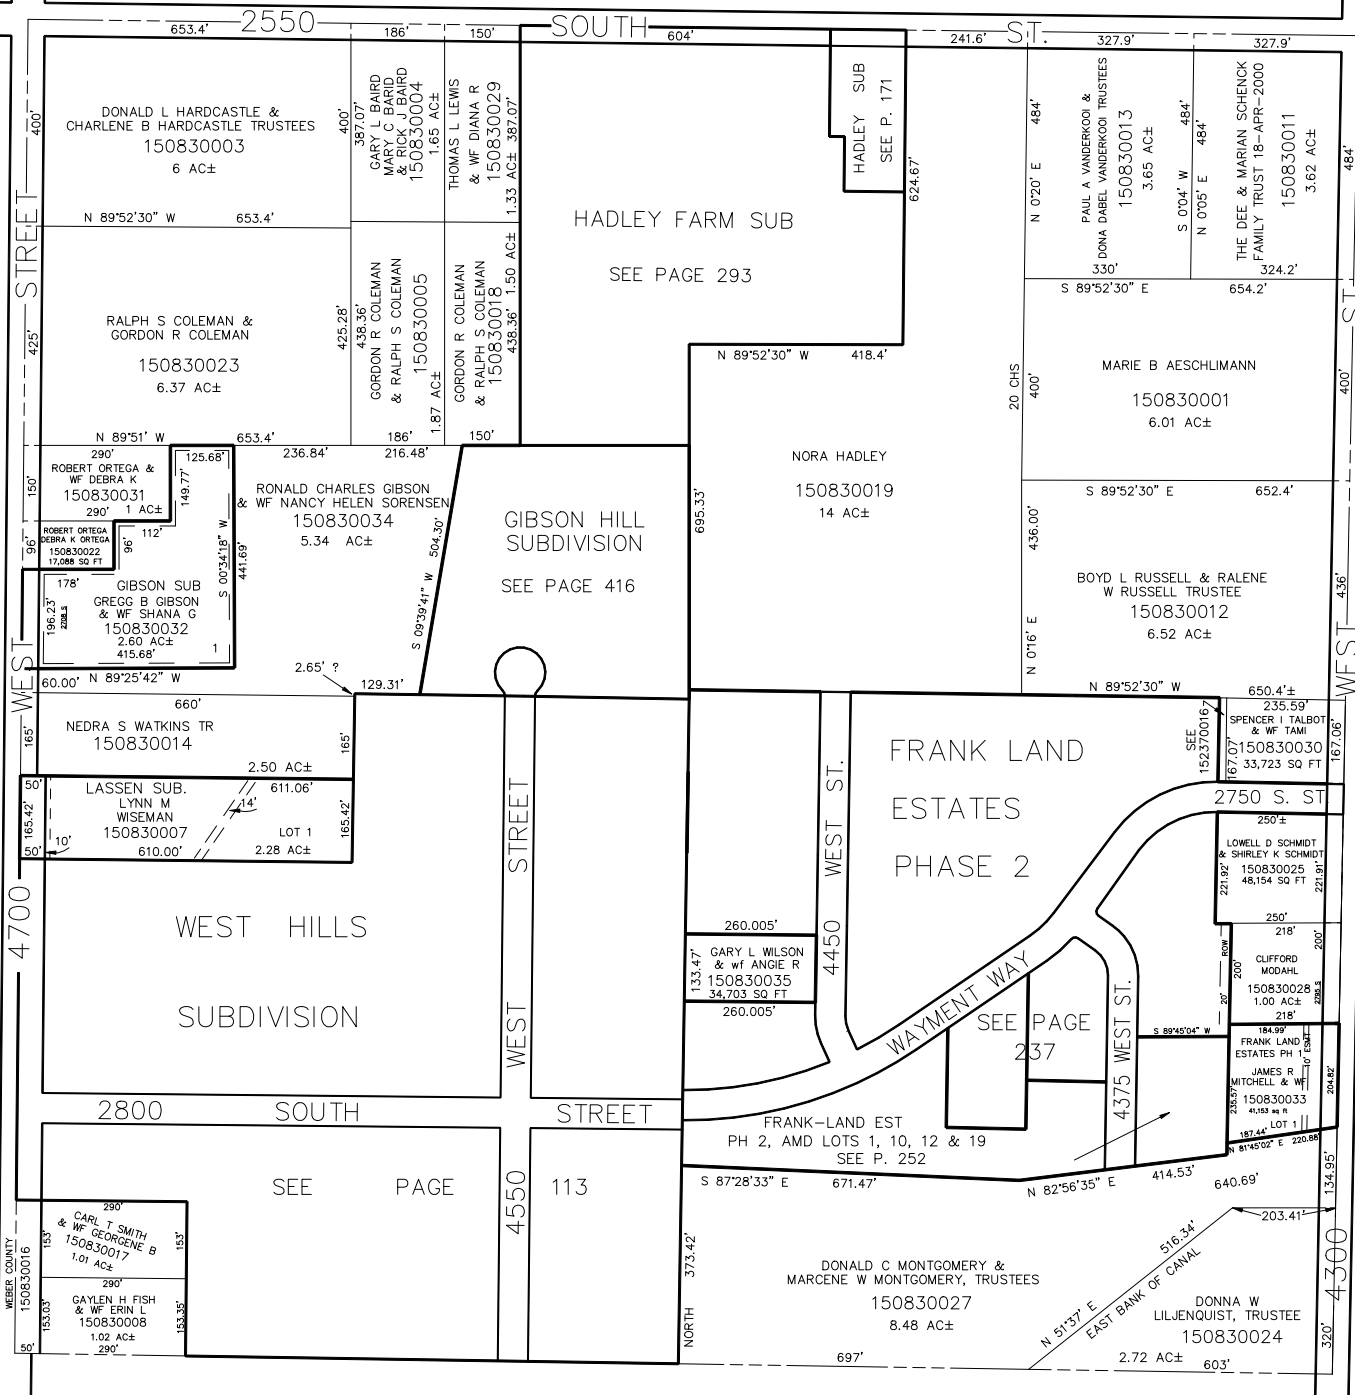 2550 SOUTH ST.
653.4'
186'
150'
604'
241.6'
327.9'
327.9'
400'
DONALD L HARDCASTLE &
CHARLENE B HARDCASTLE TRUSTEES
150830003
6 AC±
N 89°52'30" W 653.4'
400'
387.07'
GARY L BAIRD
MARY C BARID
& RICK J BAIRD
150830004
1.65 AC±
THOMAS L LEWIS
& WF DIANA R
150830029
1.33 AC± 387.07'
HADLEY SUB
SEE P. 171
624.67'
HADLEY FARM SUB
SEE PAGE 293
N 89°52'30" W 418.4'
N 0°20' E 484'
PAUL A VANDERKOOI &
DONA DABEL VANDERKOOI TRUSTEES
150830013
3.65 AC±
S 0°04' W 484'
330'
N 0°05' E 484'
THE DEE & MARIAN SCHENCK
FAMILY TRUST 18-APR-2000
150830011
3.62 AC±
324.2'
484'
S 89°52'30" E 654.2'
STREET
425'
RALPH S COLEMAN &
GORDON R COLEMAN
150830023
6.37 AC±
N 89°51' W 653.4'
425.28'
438.36'
GORDON R COLEMAN
& RALPH S COLEMAN
150830005
1.87 AC±
186'
GORDON R COLEMAN
& RALPH S COLEMAN
150830018
438.36' 1.50 AC±
150'
20 CHS
400'
MARIE B AESCHLIMANN
150830001
6.01 AC±
400'
ST.
S 89°52'30" E 652.4'
NORA HADLEY
150830019
14 AC±
695.33'
290'
ROBERT ORTEGA &
WF DEBRA K
150830031
1 AC±
290'
150'
125.68'
149.77'
112'
96'
96'
ROBERT ORTEGA
DEBRA K ORTEGA
150830022
17,088 SQ FT
178'
196.23'
2708 S
GIBSON SUB
GREGG B GIBSON
& WF SHANA G
150830032
2.60 AC±
415.68'
1
S 00°34'18" W
441.69'
N 89°25'42" W
60.00'
236.84'
216.48'
RONALD CHARLES GIBSON
& WF NANCY HELEN SORENSEN
150830034
5.34 AC±
S 09°39'41" W 504.30'
2.65' ?
129.31'
GIBSON HILL
SUBDIVISION
SEE PAGE 416
N 0°16' E 436.00'
BOYD L RUSSELL & RALENE
W RUSSELL TRUSTEE
150830012
6.52 AC±
436'
N 89°52'30" W 650.4'±
WEST
WEST
660'
165'
NEDRA S WATKINS TR
150830014
2.50 AC±
165'
50'
LASSEN SUB.
LYNN M
WISEMAN
150830007
611.06'
14'
165.42'
165.42'
LOT 1
2.28 AC±
10'
50'
610.00'
4700
WEST HILLS
SUBDIVISION
STREET
WEST
4550
2800 SOUTH STREET
SEE PAGE 113
FRANK LAND
ESTATES
PHASE 2
4450 WEST ST.
SEE
152370016
235.59'
SPENCER I TALBOT
& WF TAMI
150830030
33,723 SQ FT
167.07'
167.06'
2750 S. ST
250'±
LOWELL D SCHMIDT
& SHIRLEY K SCHMIDT
150830025
48,154 SQ FT
221.92'
221.91'
250'
218'
CLIFFORD
MODAHL
150830028
1.00 AC±
200'
200'
2785 S
218'
ROW
20'
S 89°45'04" W
260.005'
GARY L WILSON
& wf ANGIE R
150830035
34,703 SQ FT
133.47'
260.005'
WAYMENT WAY
SEE PAGE
237
4375 WEST ST.
184.99'
FRANK LAND
ESTATES PH 1
10' ESMT
JAMES R
MITCHELL & WF
150830033
41,153 sq ft
LOT 1
235.57'
204.82'
187.44'
N 81°45'02" E 220.88'
FRANK-LAND EST
PH 2, AMD LOTS 1, 10, 12 & 19
SEE P. 252
S 87°28'33" E 671.47'
N 82°56'35" E 414.53'
640.69'
134.95'
203.41'
290'
CARL T SMITH
& WF GEORGENE B
150830017
1.01 AC±
153'
153'
290'
GAYLEN H FISH
& WF ERIN L
150830008
1.02 AC±
153.03'
153.35'
290'
WEBER COUNTY
150830016
50'
NORTH 373.42'
DONALD C MONTGOMERY &
MARCENE W MONTGOMERY, TRUSTEES
150830027
8.48 AC±
697'
516.34'
N 51°37' E
EAST BANK OF CANAL
DONNA W
LILJENQUIST, TRUSTEE
150830024
2.72 AC±
603'
320'
4300